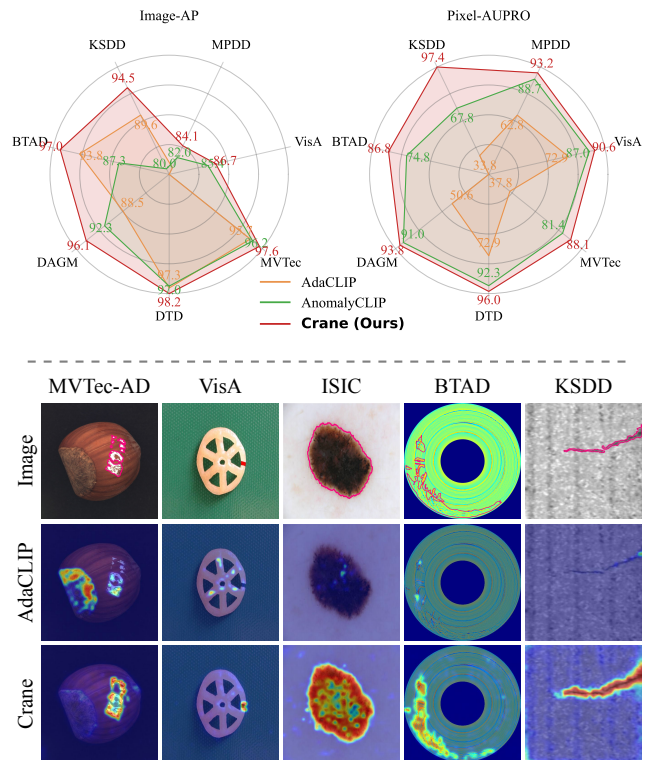 Image-AP
KSDD
MPDD
94.5
89.6
BTAD
97.0
93.8
87.3
80.0
82.0
84.1
86.7
VisA
88.5
92.3
DAGM
96.1
96.2
97.6
MVTec
97.3
97.0
98.2
DTD
Pixel-AUPRO
KSDD
97.4
MPDD
93.2
88.7
67.8
62.8
BTAD
86.8
74.8
33.8
72.9
87.0
90.6
VisA
37.8
50.6
91.0
93.8
DAGM
81.4
88.1
MVTec
72.9
92.3
96.0
DTD
AdaCLIP
AnomalyCLIP
Crane (Ours)
MVTec-AD VisA ISIC BTAD KSDD
Image
AdaCLIP
Crane